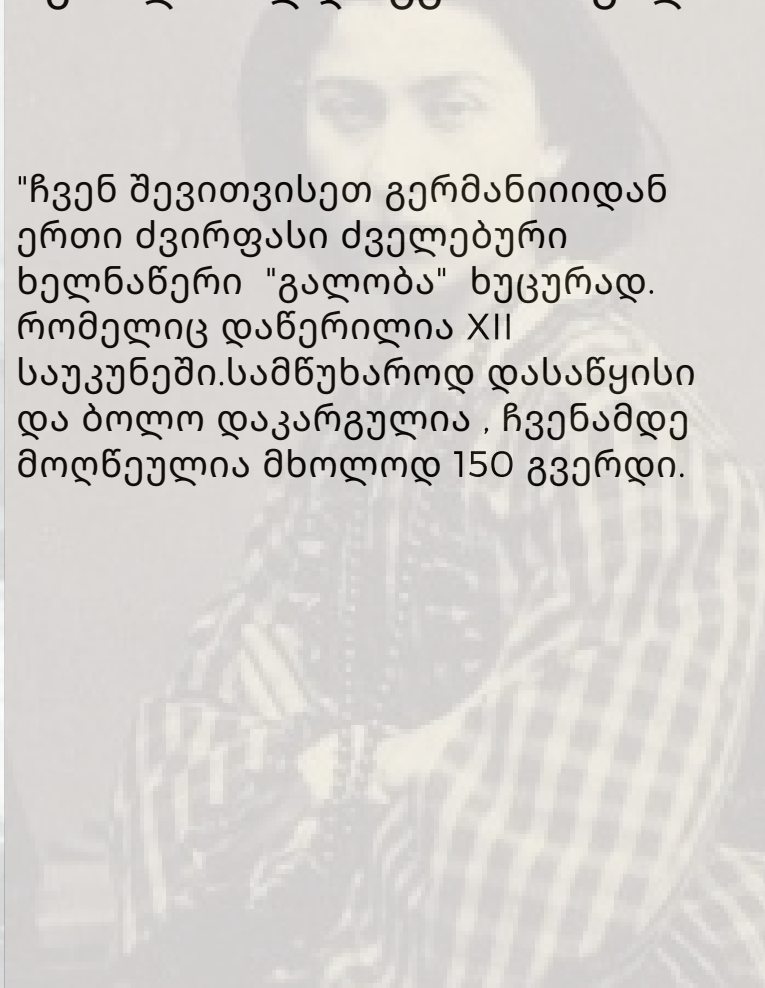 "ჩვენ შევითვისეთ გერმანიიიდან
ერთი ძვირფასი ძველებური
ხელნაწერი  "გალობა"  ხუცურად.
რომელიც დაწერილია XII
საუკუნეში.სამწუხაროდ დასაწყისი
და ბოლო დაკარგულია , ჩვენამდე
მოღწეულია მხოლოდ 150 გვერდი.